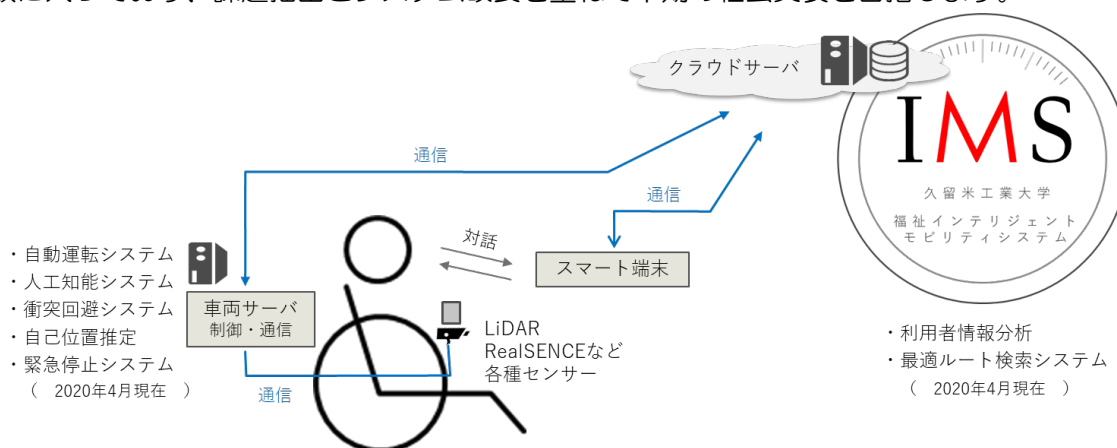 クラウドサーバ
IMS
久留米工業大学
福祉インテリジェント
モビリティシステム
通信
通信
対話
スマート端末
・自動運転システム
・人工知能システム
・衝突回避システム
・自己位置推定
・緊急停止システム
（ 2020年4月現在 ）
車両サーバ
制御・通信
通信
LiDAR
RealSENCEなど
各種センサー
・利用者情報分析
・最適ルート検索システム
（ 2020年4月現在 ）